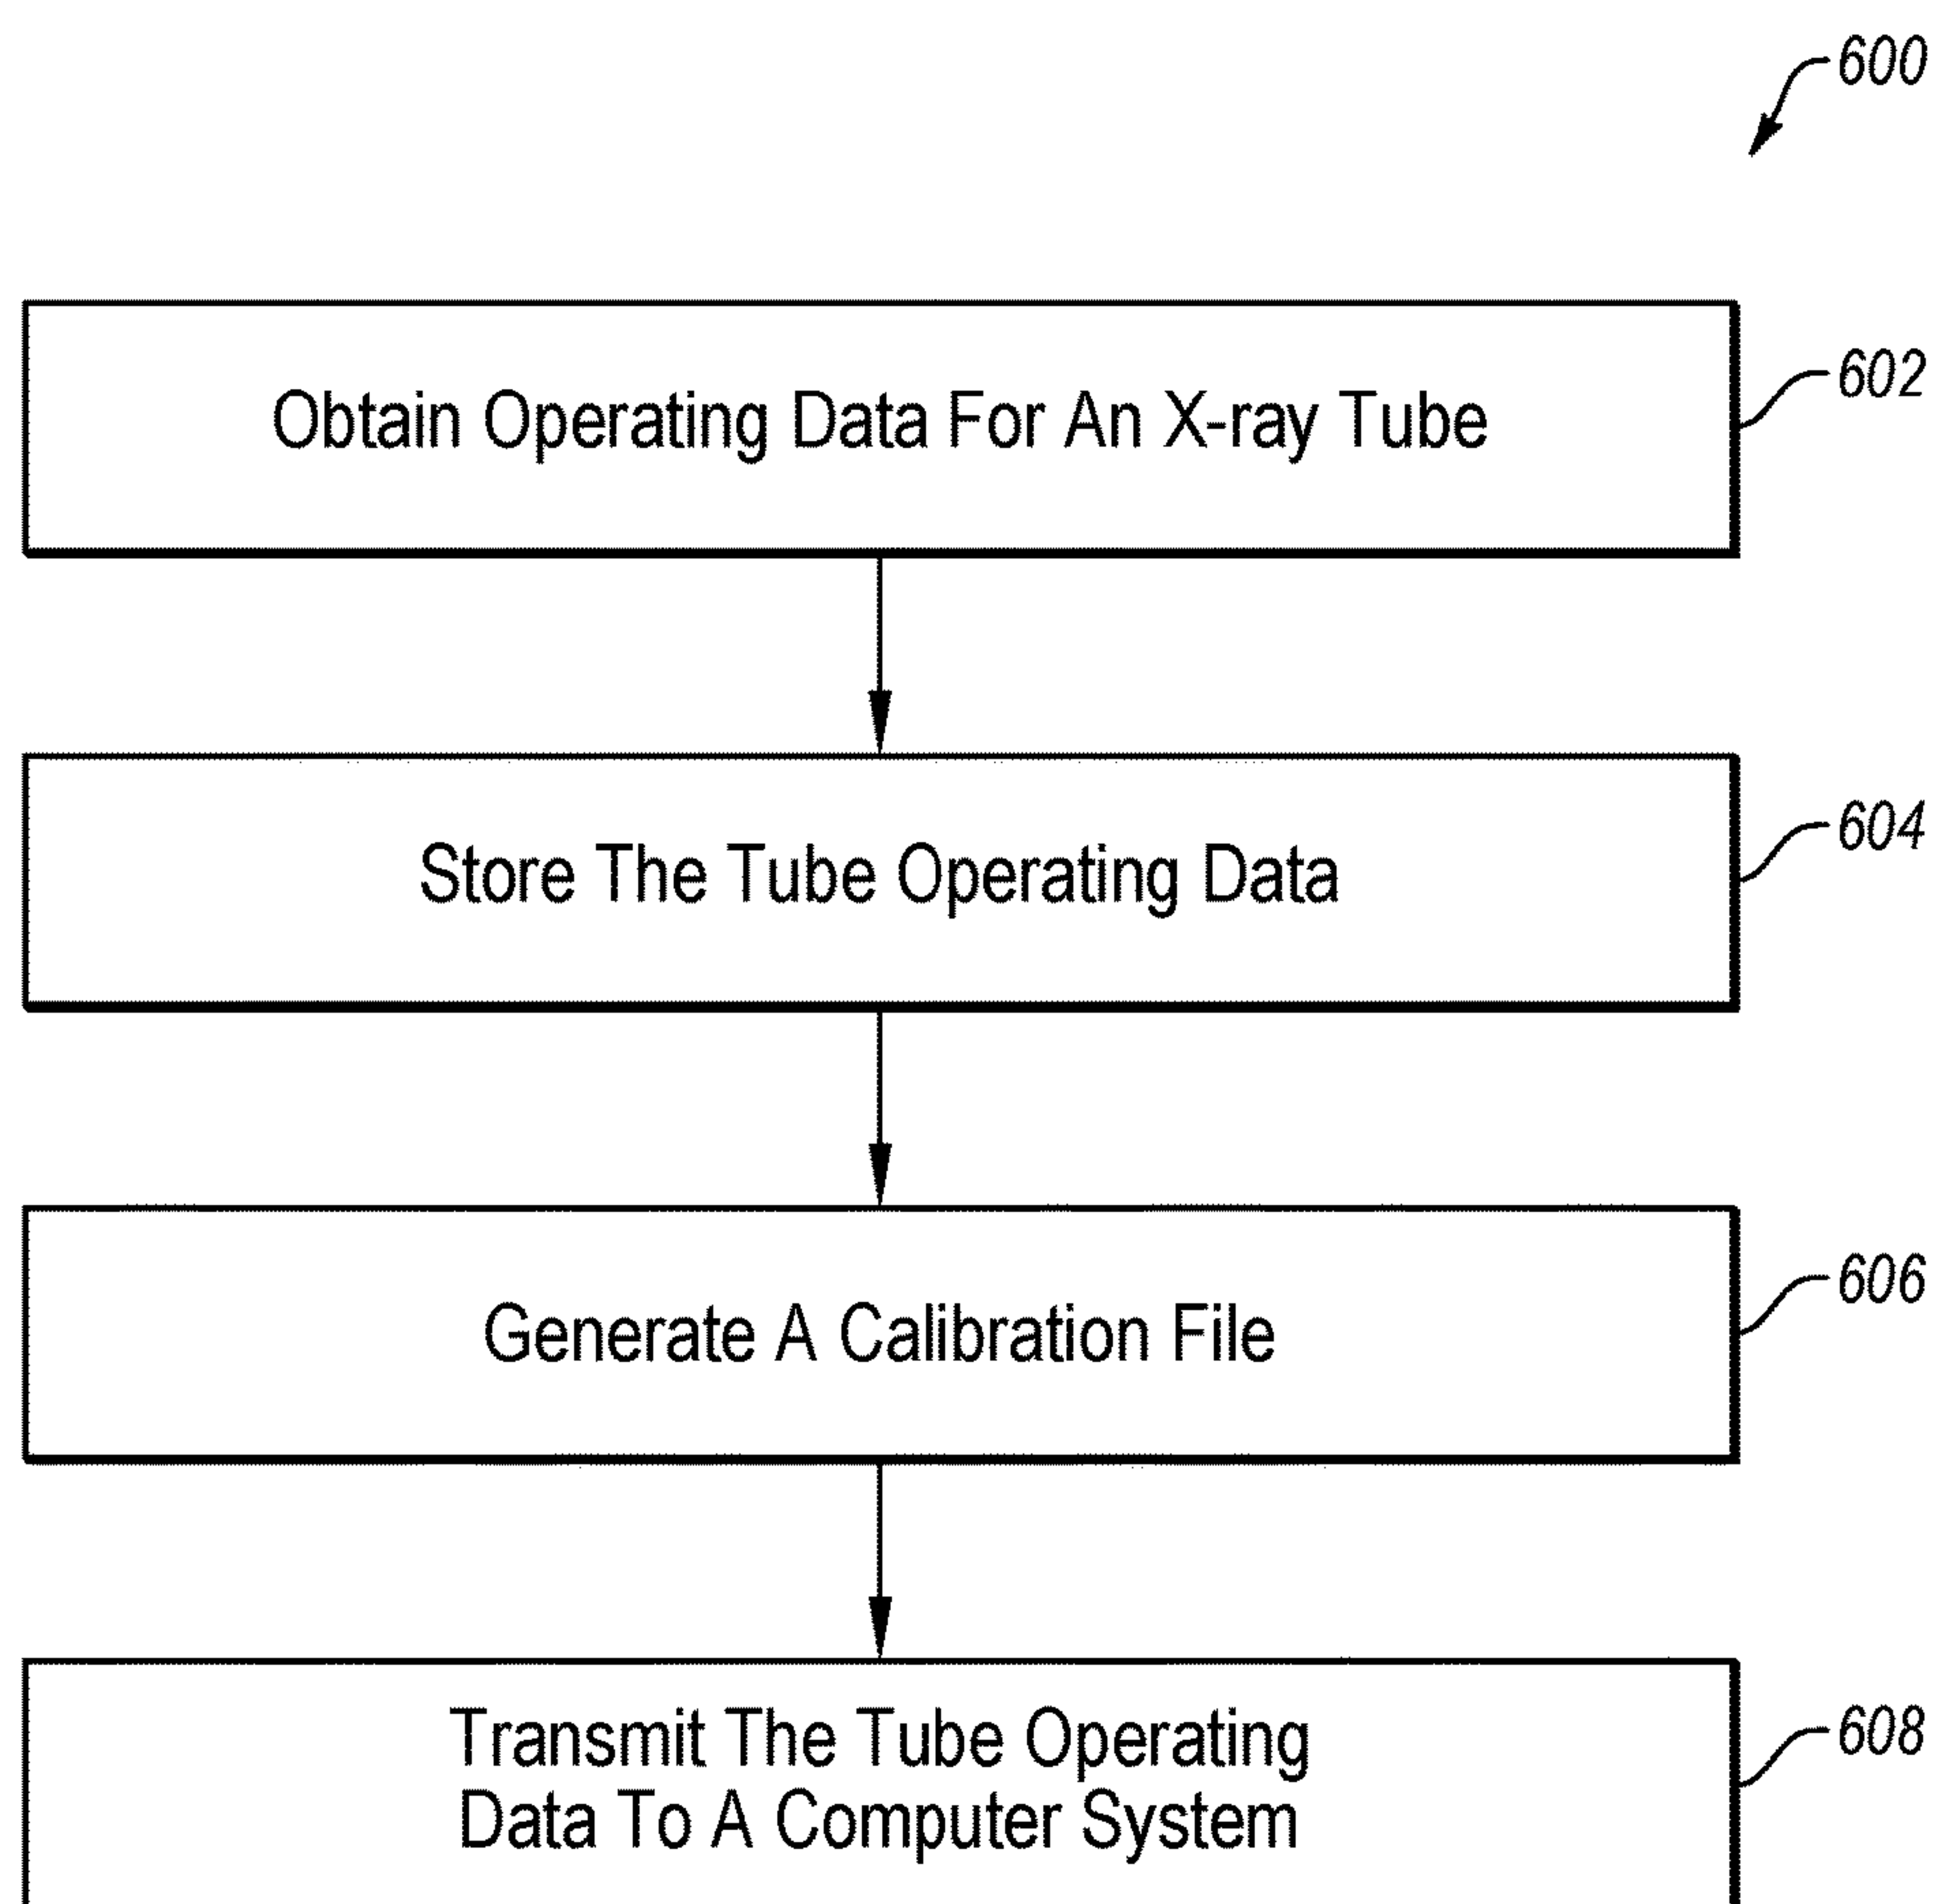 600
Obtain Operating Data For An X-ray Tube
602
Store The Tube Operating Data
604
Generate A Calibration File
606
Transmit The Tube Operating
Data To A Computer System
608